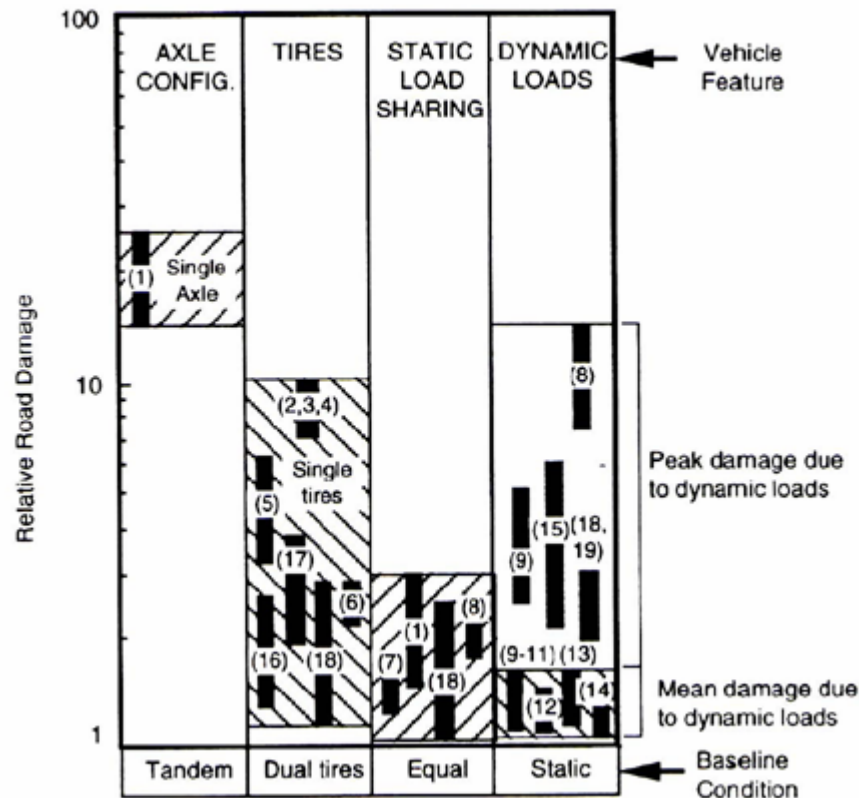 100
AXLE
CONFIG.
TIRES
STATIC
LOAD
SHARING
DYNAMIC
LOADS
Vehicle
Feature
(1)
Single
Axle
Relative Road Damage
10
(2,3,4)
Single
tires
(5)
(17)
(6)
(16)
(18)
(1)
(8)
(7)
(18)
(8)
(15)
(18,
19)
(9)
(9-11)
(13)
(12)
(14)
Peak damage due
to dynamic loads
Mean damage due
to dynamic loads
1
Tandem
Dual tires
Equal
Static
Baseline
Condition